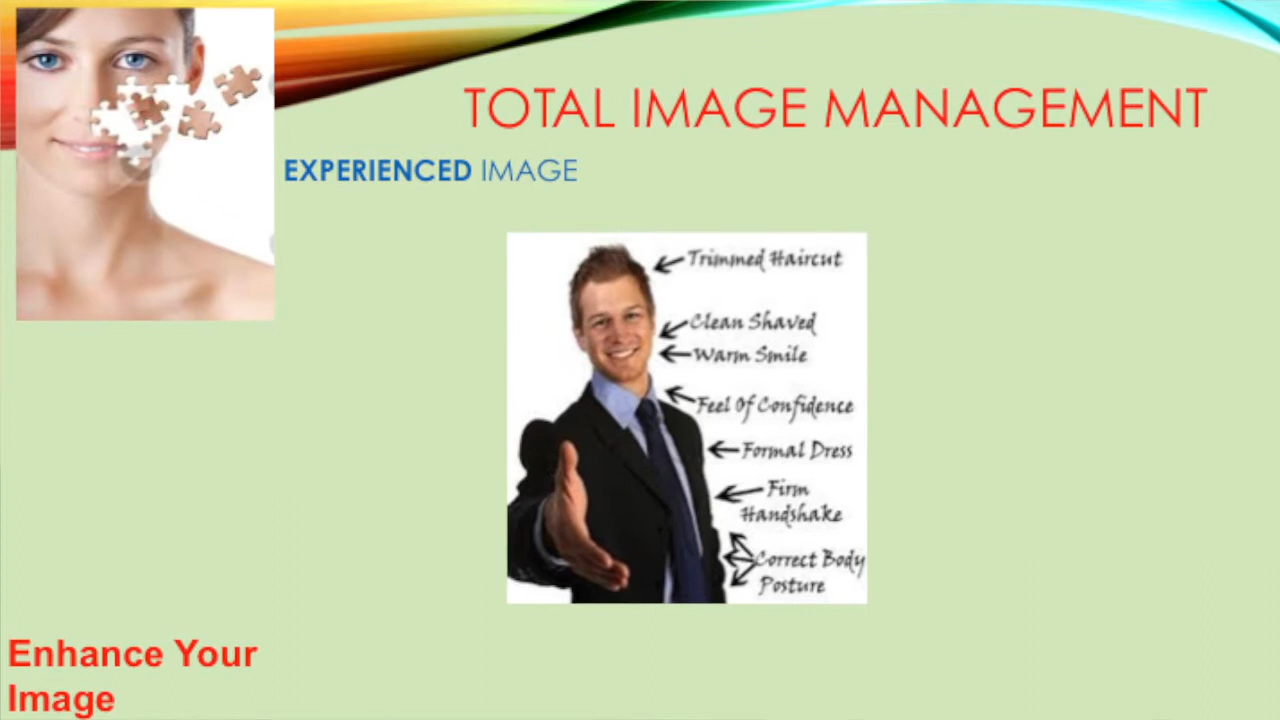 TOTAL IMAGE MANAGEMENT
EXPERIENCED IMAGE
Trimmed Haircut
Clean Shaved
Warm Smile
Feel Of Confidence
Formal Dress
Firm
Handshake
Correct Body
Posture
Enhance Your
Image